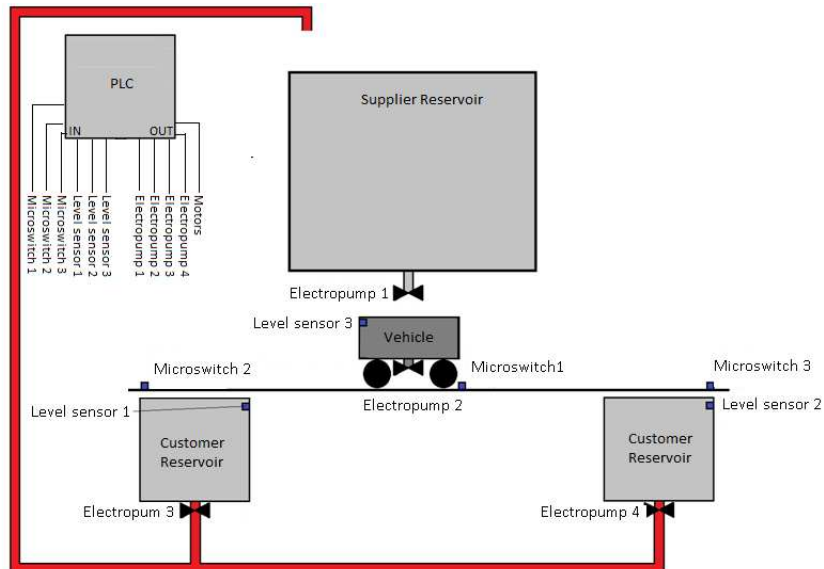 PLC
IN
OUT
Microswitch 1
Microswitch 2
Microswitch 3
Level sensor 1
Level sensor 2
Level sensor 3
Electropump 1
Electropump 2
Electropump 3
Electropump 4
Motors
Supplier Reservoir
Electropump 1
Level sensor 3
Vehicle
Microswitch 2
Microswitch1
Microswitch 3
Electropump 2
Level sensor 1
Level sensor 2
Customer
Reservoir
Customer
Reservoir
Electropum 3
Electropump 4